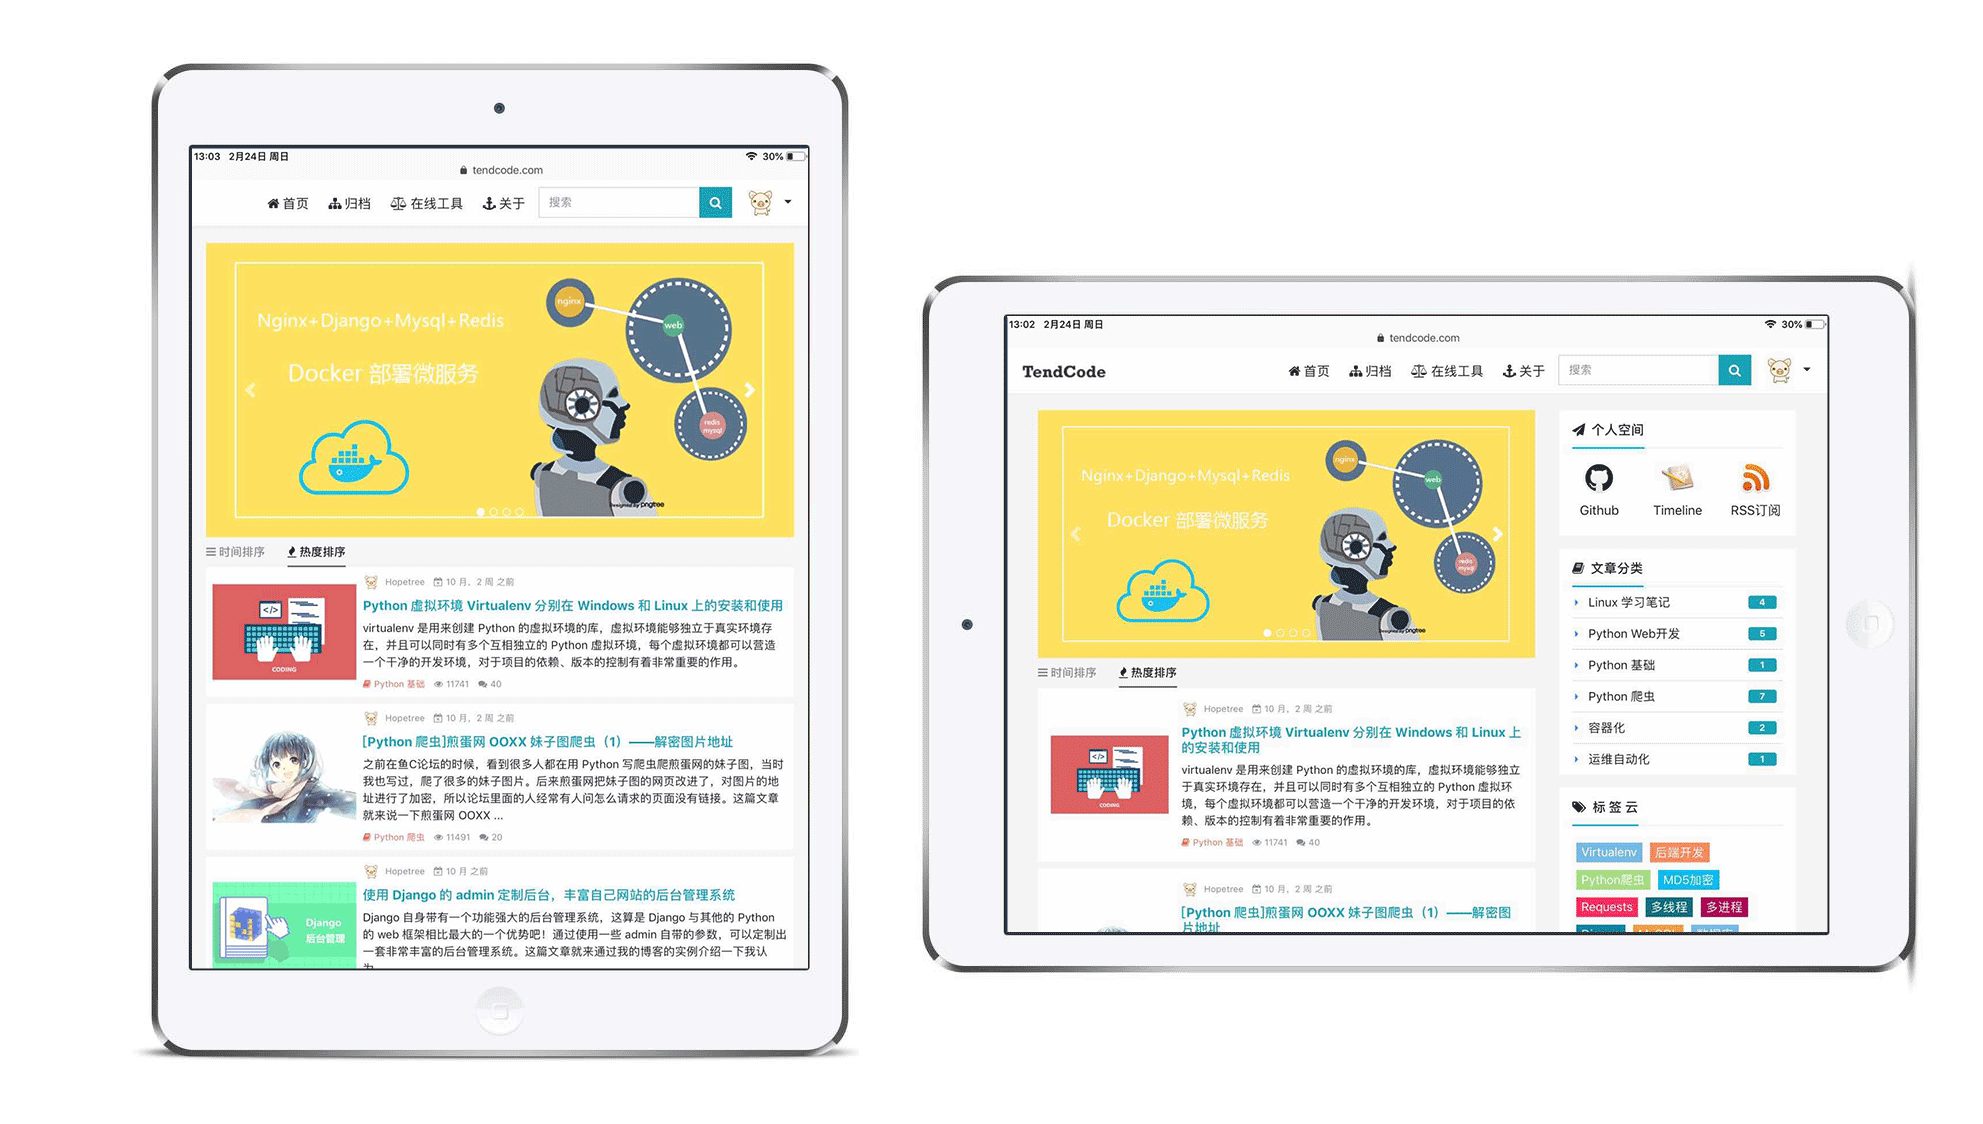 13:03 2月24日 周日
30%
tendcode.com
首页 归档 在线工具 关于 搜索
Nginx+Django+Mysql+Redis
Docker 部署微服务
nginx
web
redis
mysql
Designed by pngtree
时间排序 热度排序
CODING
Hopetree 10 月，2 周 之前
Python 虚拟环境 Virtualenv 分别在 Windows 和 Linux 上的安装和使用
virtualenv 是用来创建 Python 的虚拟环境的库，虚拟环境能够独立于真实环境存
在，并且可以同时有多个互相独立的 Python 虚拟环境，每个虚拟环境都可以营造
一个干净的开发环境，对于项目的依赖、版本的控制有着非常重要的作用。
Python 基础 11741 40
Hopetree 10 月，2 周 之前
[Python 爬虫]煎蛋网 OOXX 妹子图爬虫（1）——解密图片地址
之前在鱼C论坛的时候，看到很多人都在用 Python 写爬虫爬煎蛋网的妹子图，当时
我也写过，爬了很多的妹子图片。后来煎蛋网把妹子图的网页改进了，对图片的地
址进行了加密，所以论坛里面的人经常有人问怎么请求的页面没有链接。这篇文章
就来说一下煎蛋网 OOXX ...
Python 爬虫 11491 20
Hopetree 10 月 之前
使用 Django 的 admin 定制后台，丰富自己网站的后台管理系统
Django
后台管理
Django 自身带有一个功能强大的后台管理系统，这算是 Django 与其他的 Python
的 web 框架相比最大的一个优势吧！通过使用一些 admin 自带的参数，可以定制出
一套非常丰富的后台管理系统。这篇文章就来通过我的博客的实例介绍一下我认
13:02 2月24日 周日
30%
tendcode.com
TendCode
首页 归档 在线工具 关于 搜索
Nginx+Django+Mysql+Redis
Docker 部署微服务
nginx
web
redis
mysql
Designed by pngtree
时间排序 热度排序
CODING
Hopetree 10 月，2 周 之前
Python 虚拟环境 Virtualenv 分别在 Windows 和 Linux 上
的安装和使用
virtualenv 是用来创建 Python 的虚拟环境的库，虚拟环境能够独立
于真实环境存在，并且可以同时有多个互相独立的 Python 虚拟环
境，每个虚拟环境都可以营造一个干净的开发环境，对于项目的依
赖、版本的控制有着非常重要的作用。
Python 基础 11741 40
Hopetree 10 月，2 周 之前
[Python 爬虫]煎蛋网 OOXX 妹子图爬虫（1）——解密图
片地址
个人空间
Github Timeline RSS订阅
文章分类
Linux 学习笔记 4
Python Web开发 5
Python 基础 1
Python 爬虫 7
容器化 2
运维自动化 1
标 签 云
Virtualenv 后端开发
Python爬虫 MD5加密
Requests 多线程 多进程